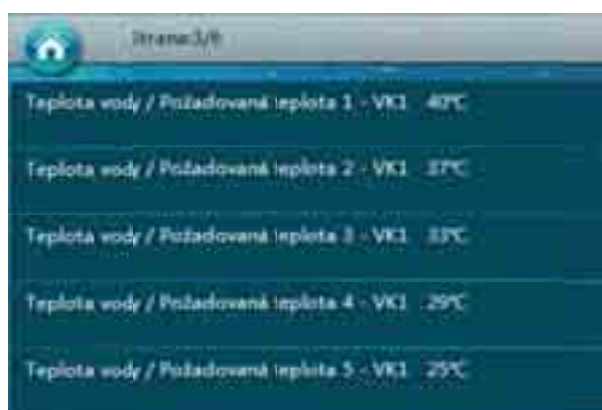 Strana:3/6
Teplota vody / Požadovaná teplota 1 - VK1 40℃
Teplota vody / Požadovaná teplota 2 - VK1 37℃
Teplota vody / Požadovaná teplota 3 - VK1 33℃
Teplota vody / Požadovaná teplota 4 - VK1 29℃
Teplota vody / Požadovaná teplota 5 - VK1 25℃